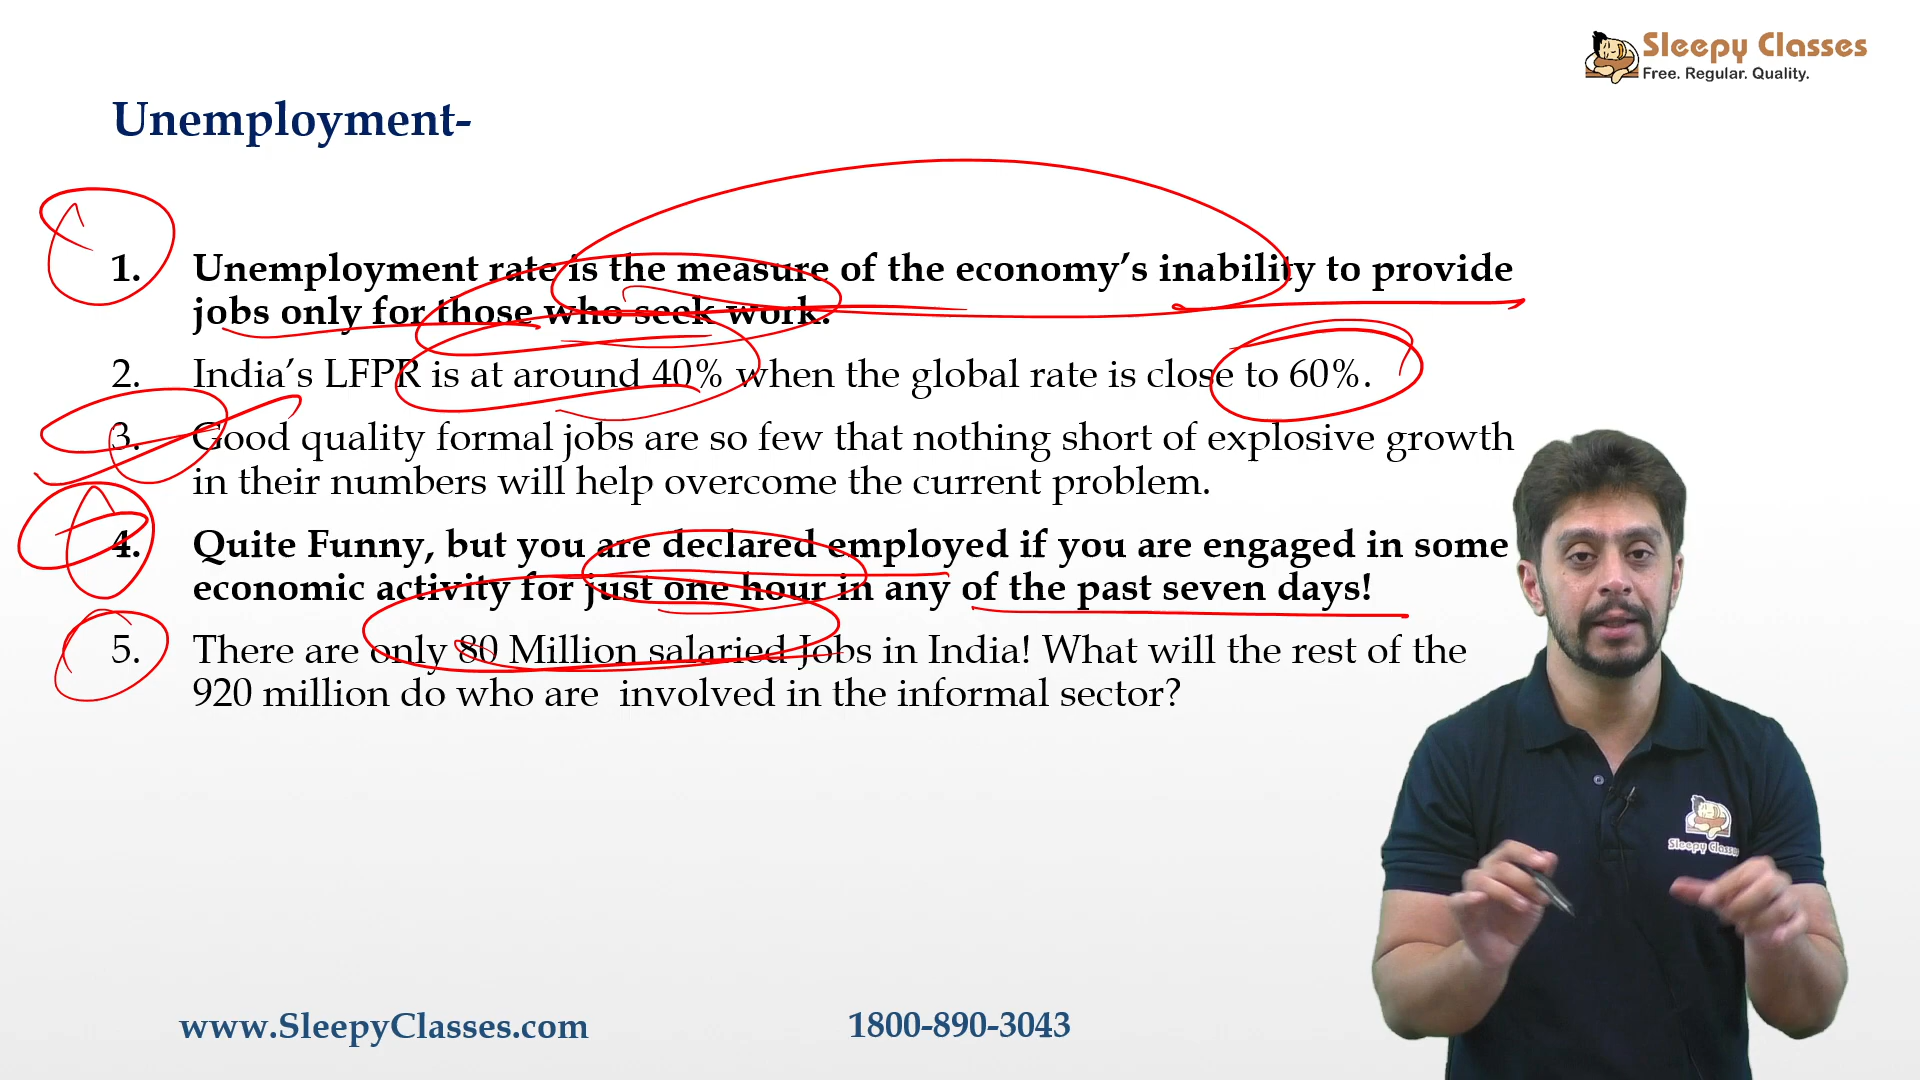 Sleepy Classes
Free. Regular. Quality.
Unemployment-
1. Unemployment rate is the measure of the economy’s inability to provide
jobs only for those who seek work.
2. India’s LFPR is at around 40% when the global rate is close to 60%.
3. Good quality formal jobs are so few that nothing short of explosive growth
in their numbers will help overcome the current problem.
4. Quite Funny, but you are declared employed if you are engaged in some
economic activity for just one hour in any of the past seven days!
5. There are only 80 Million salaried Jobs in India! What will the rest of the
920 million do who are  involved in the informal sector?
Sleepy Classes
www.SleepyClasses.com
1800-890-3043